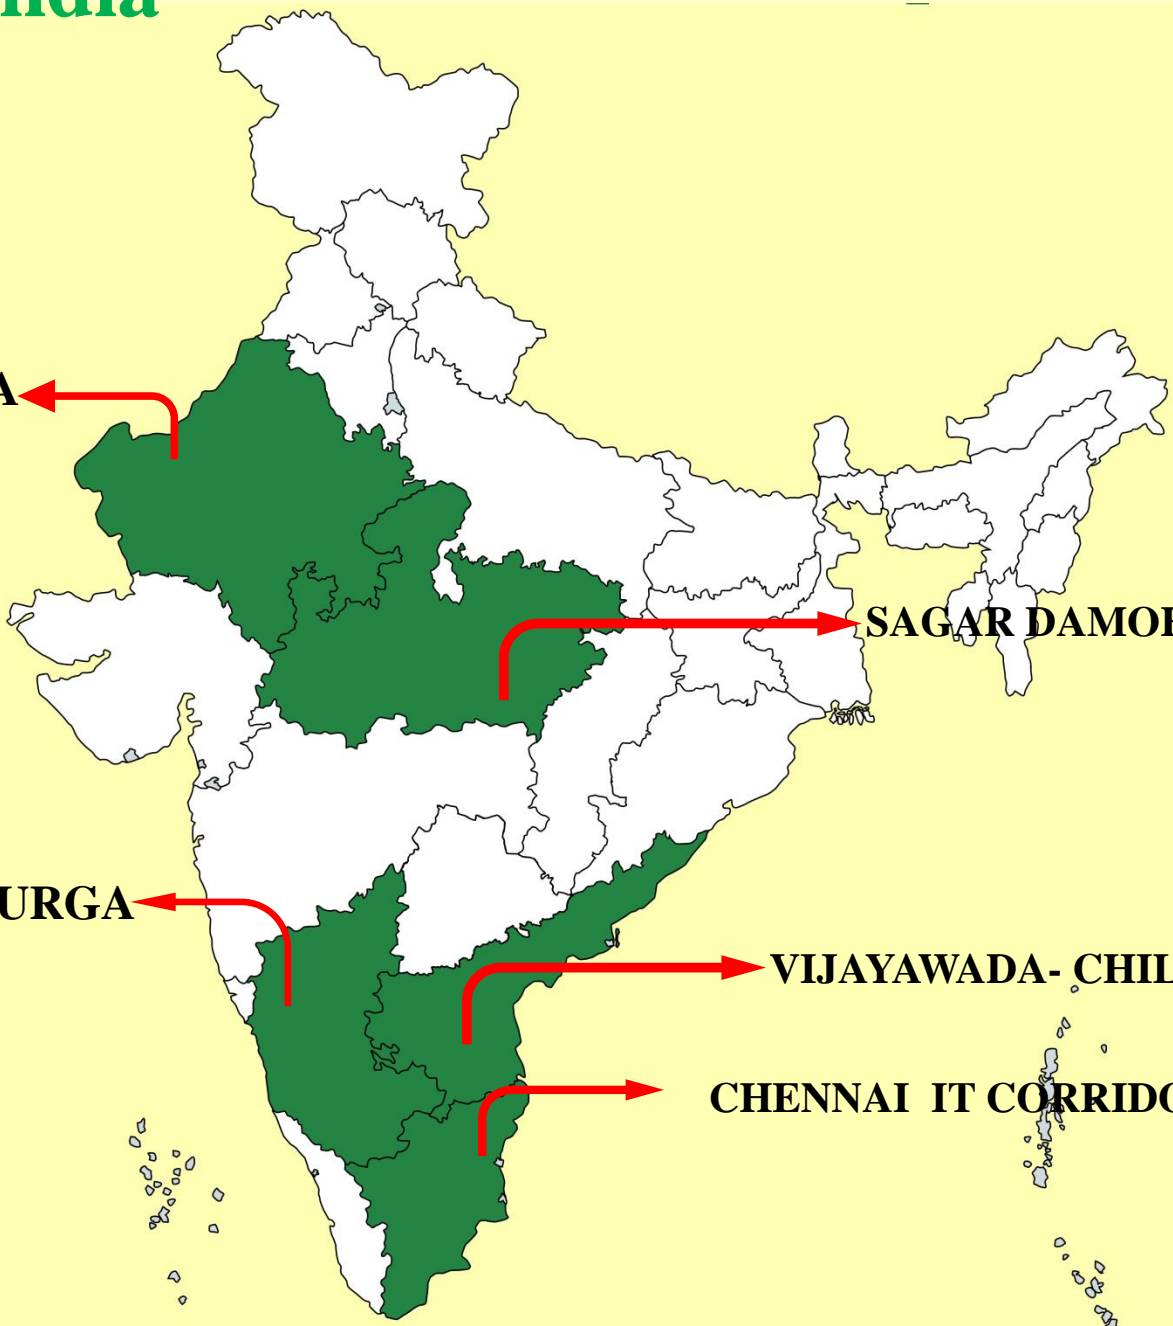 ndia
A
SAGAR DAMOH
URGA
VIJAYAWADA- CHIL
CHENNAI IT CORRIDO